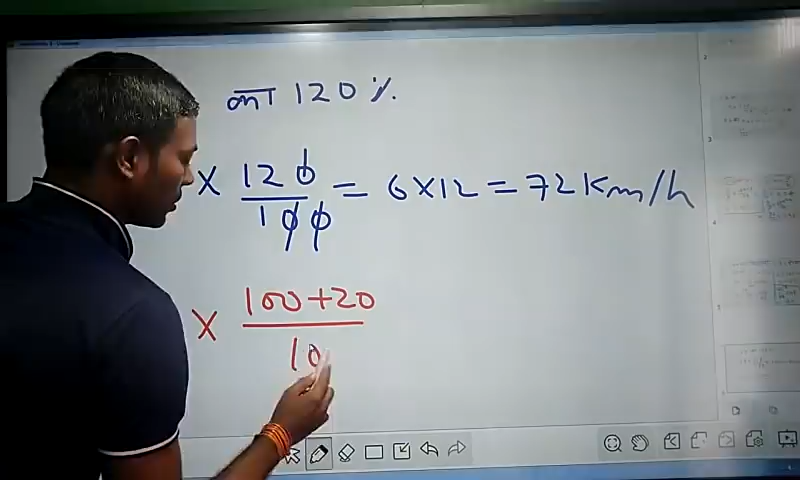 का 120 %.
× 120/100 = 6×12 = 72 Km/h
× 100+20/10